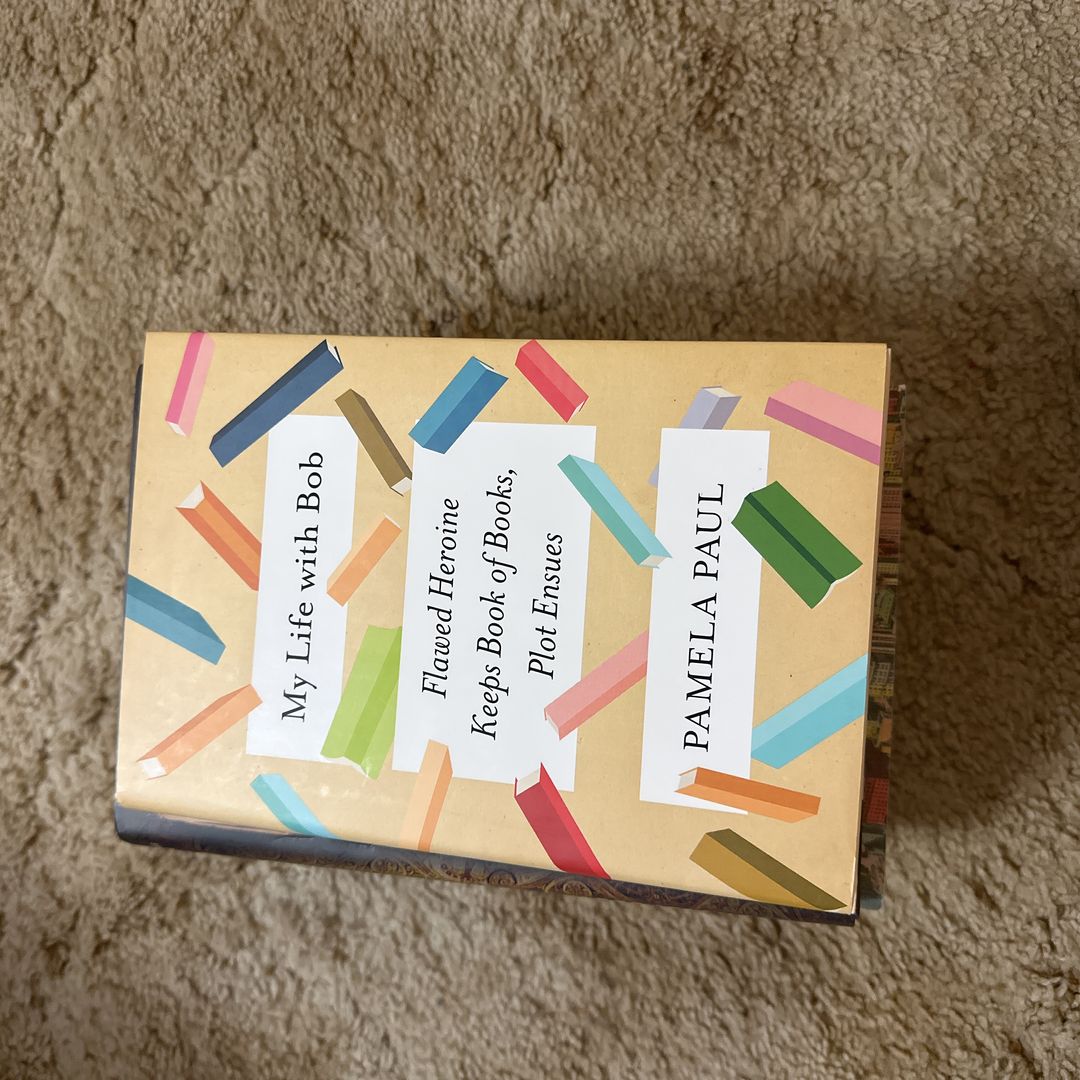 My Life with Bob
Flawed Heroine
Keeps Book of Books,
Plot Ensues
PAMELA PAUL